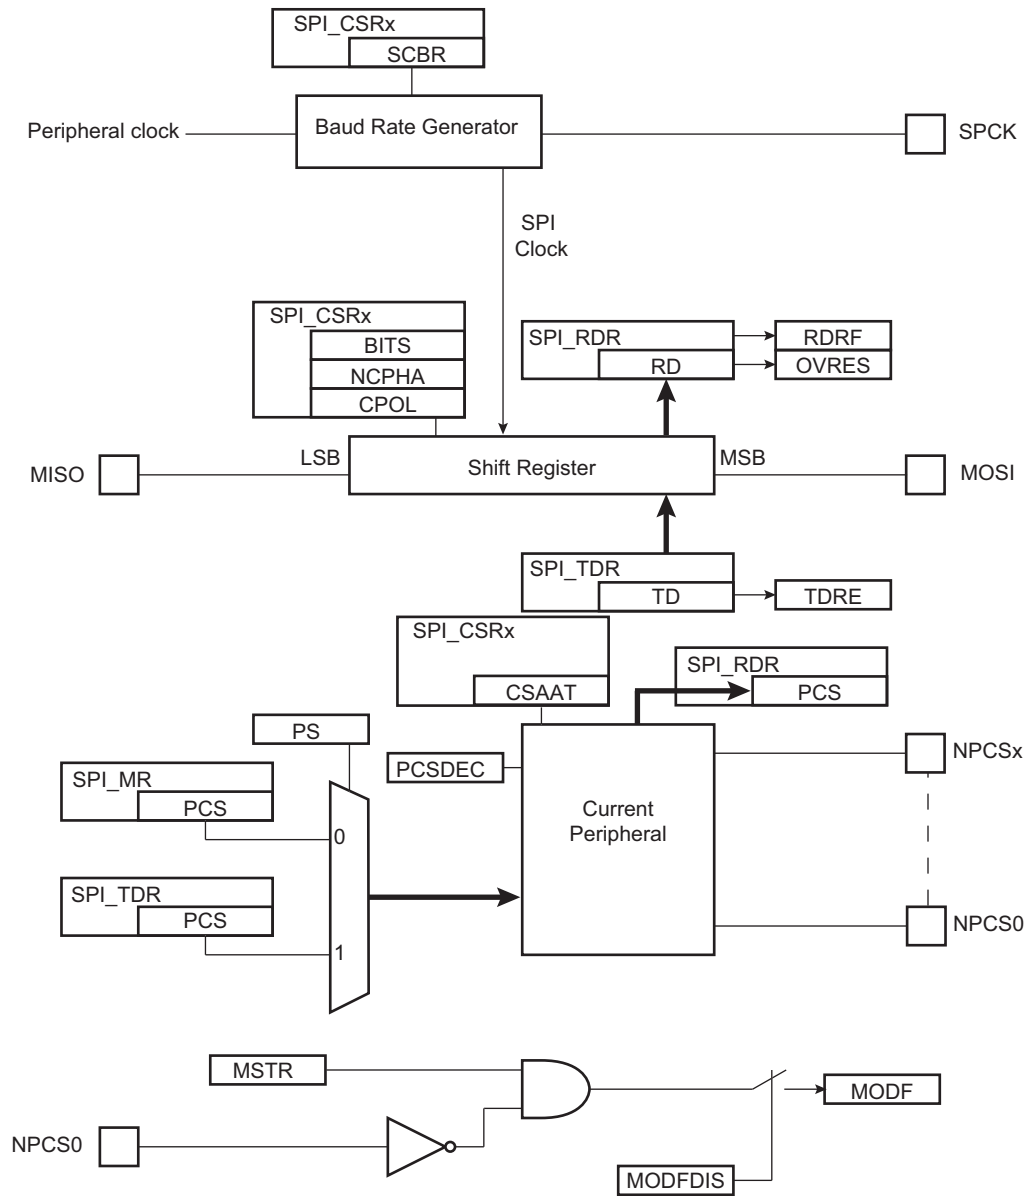 SPI_CSRx
SCBR
Peripheral clock
Baud Rate Generator
SPCK
SPI
Clock
SPI_CSRx
BITS
NCPHA
CPOL
SPI_RDR
RD
RDRF
OVRES
LSB
Shift Register
MSB
MISO
MOSI
SPI_TDR
TD
TDRE
SPI_CSRx
CSAAT
SPI_RDR
PCS
PS
PCSDEC
NPCSx
SPI_MR
PCS
0
Current
Peripheral
SPI_TDR
PCS
1
NPCS0
MSTR
MODF
NPCS0
MODFDIS